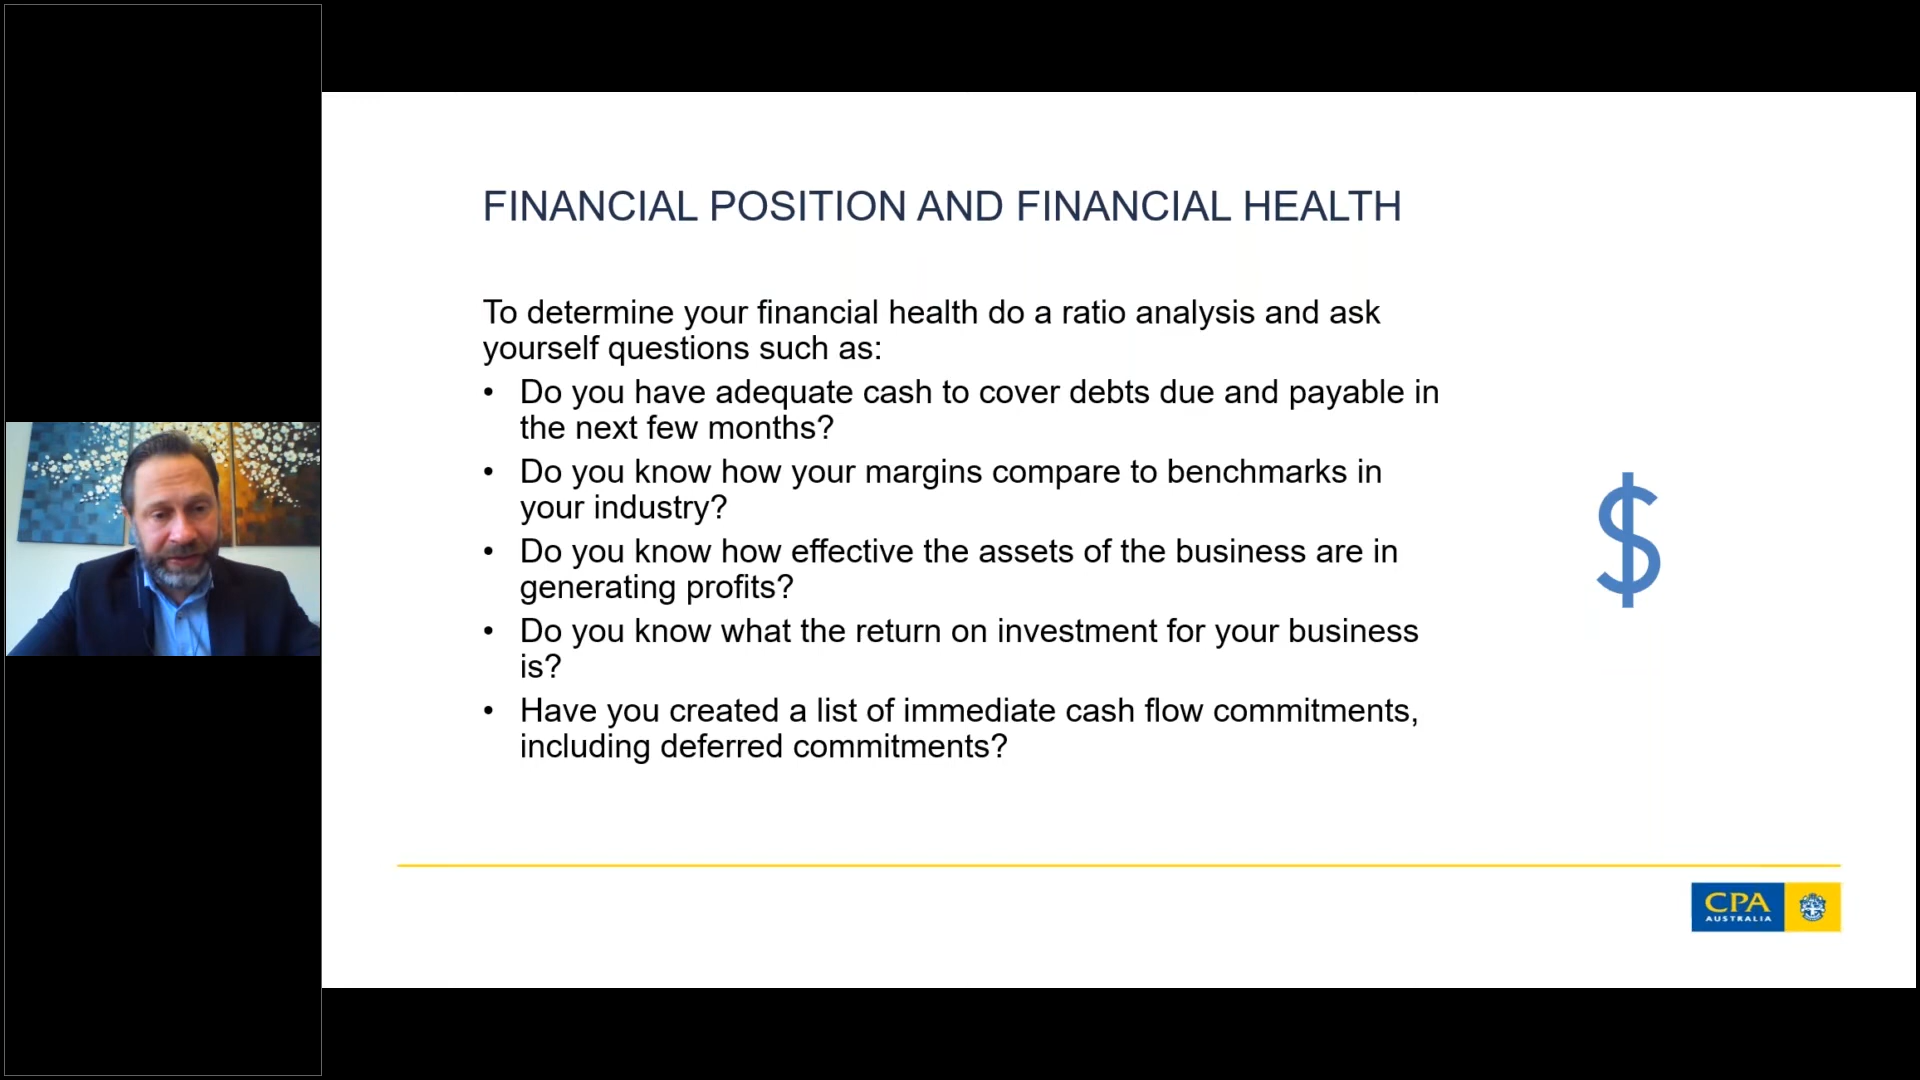 FINANCIAL POSITION AND FINANCIAL HEALTH
To determine your financial health do a ratio analysis and ask
yourself questions such as:
• Do you have adequate cash to cover debts due and payable in
the next few months?
• Do you know how your margins compare to benchmarks in
your industry?
• Do you know how effective the assets of the business are in
generating profits?
• Do you know what the return on investment for your business
is?
• Have you created a list of immediate cash flow commitments,
including deferred commitments?
$
CPA
AUSTRALIA